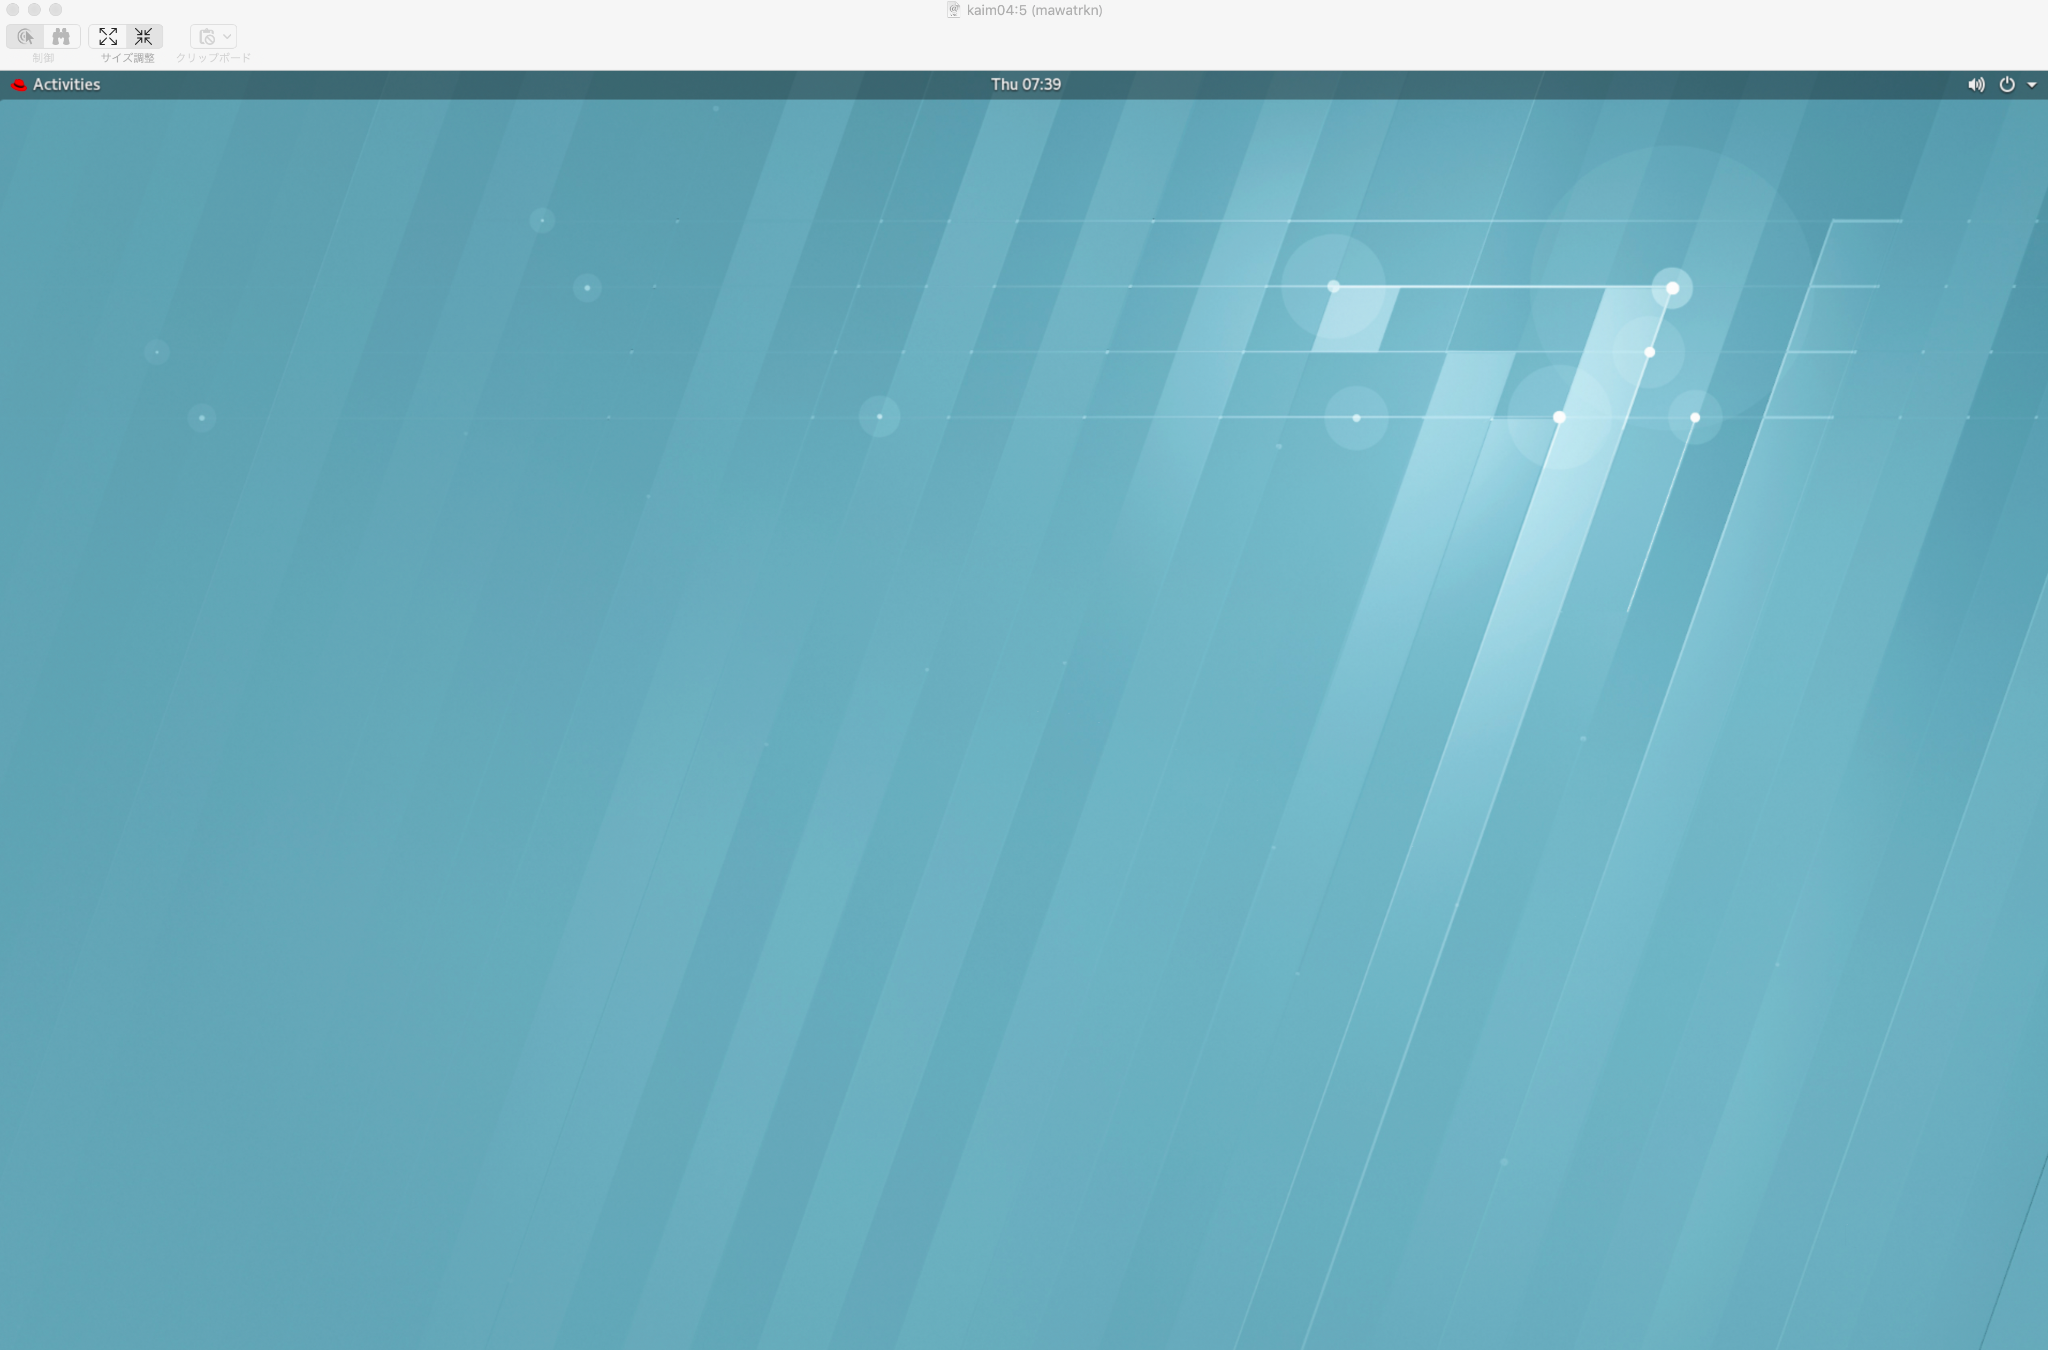 kaim04:5 (mawatrkn)
制御
サイズ調整
クリップボード
Activities
Thu 07:39